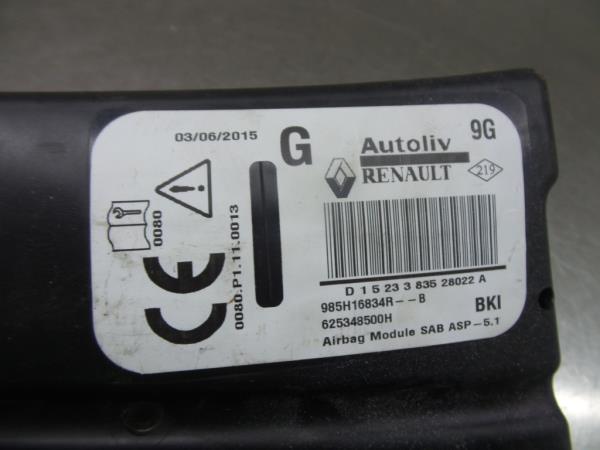 03/06/2015
G
Autoliv
9G
RENAULT
219
0080
CE
0080.P1.11.0013
D 1 5 23 3 835 28022 A
985H16834R--B
BKI
625348500H
Airbag Module SAB ASP-5.1